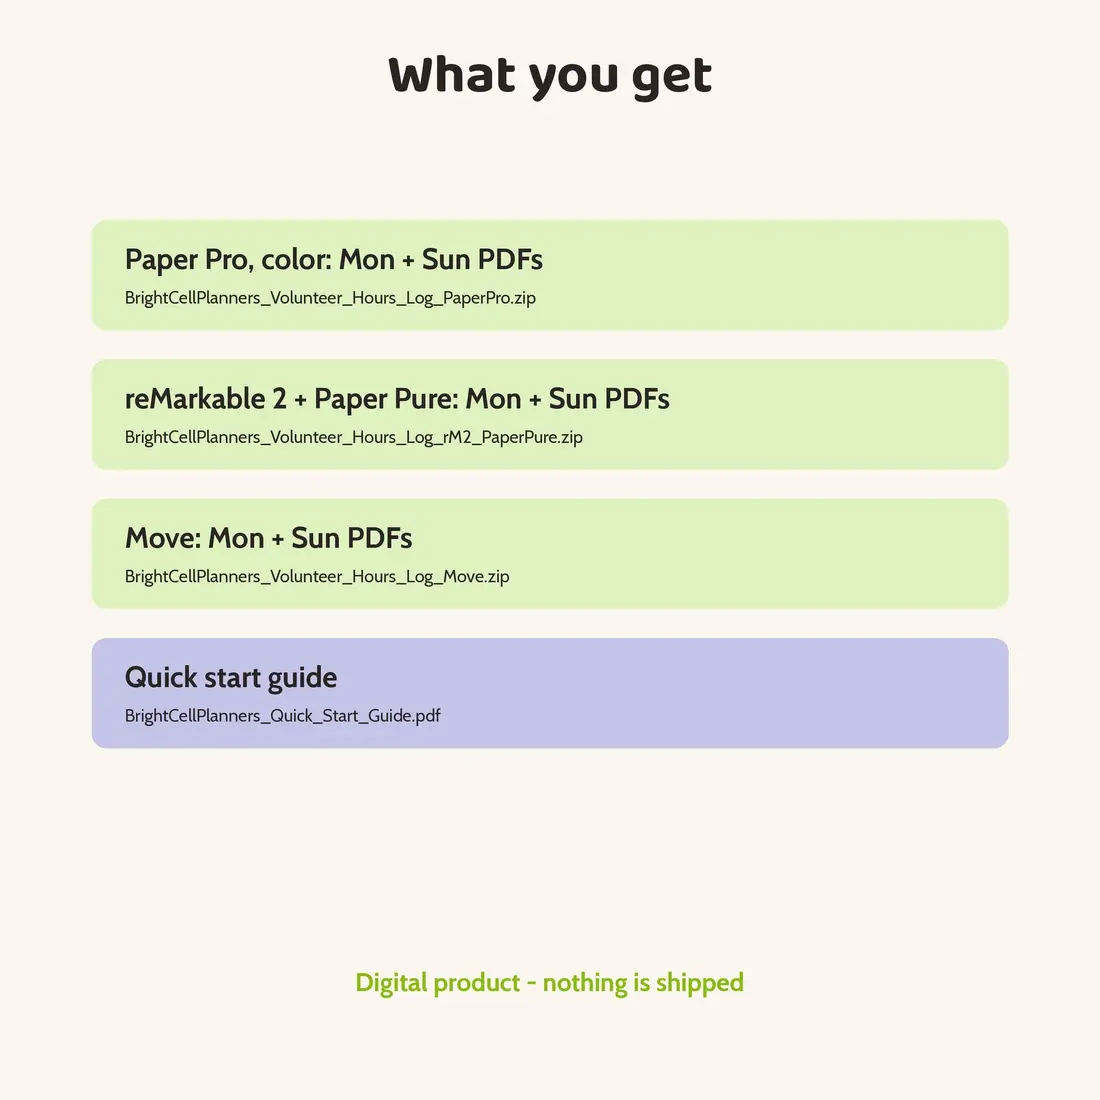 What you get
Paper Pro, color: Mon + Sun PDFs
BrightCellPlanners_Volunteer_Hours_Log_PaperPro.zip
reMarkable 2 + Paper Pure: Mon + Sun PDFs
BrightCellPlanners_Volunteer_Hours_Log_rM2_PaperPure.zip
Move: Mon + Sun PDFs
BrightCellPlanners_Volunteer_Hours_Log_Move.zip
Quick start guide
BrightCellPlanners_Quick_Start_Guide.pdf
Digital product - nothing is shipped